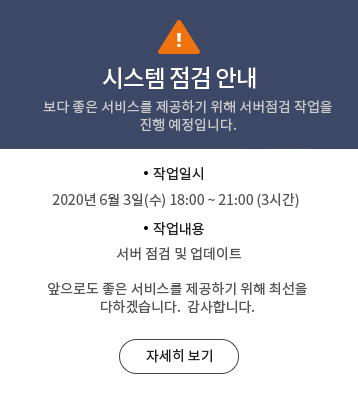 시스템 점검 안내
보다 좋은 서비스를 제공하기 위해 서버점검 작업을
진행 예정입니다.
• 작업일시
2020년 6월 3일(수) 18:00 ~ 21:00 (3시간)
• 작업내용
서버 점검 및 업데이트
앞으로도 좋은 서비스를 제공하기 위해 최선을
다하겠습니다. 감사합니다.
자세히 보기